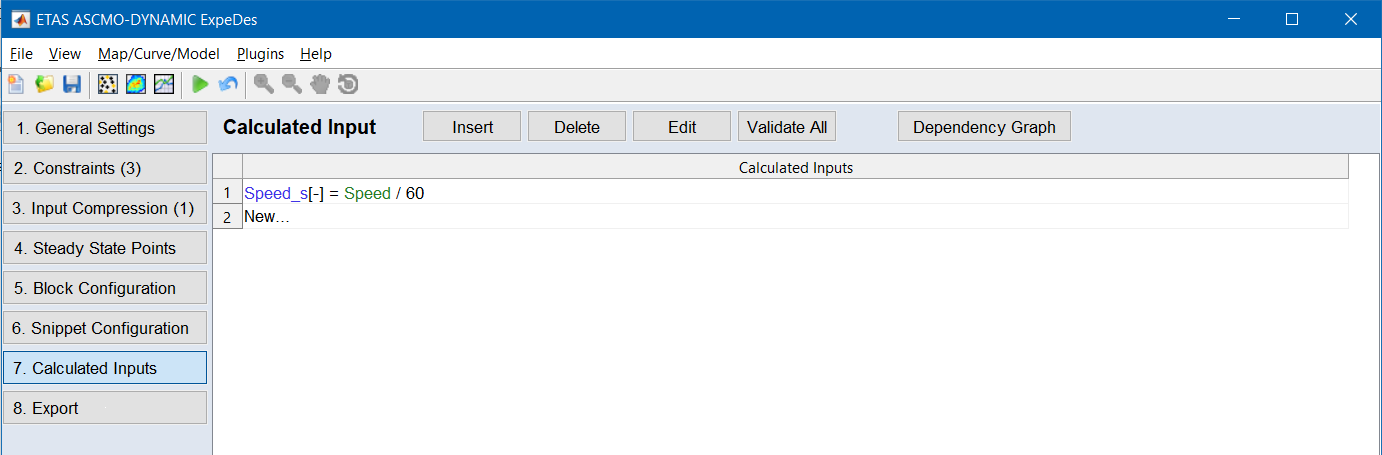 ETAS ASCMO-DYNAMIC ExpeDes
File View Map/Curve/Model Plugins Help
1. General Settings
2. Constraints (3)
3. Input Compression (1)
4. Steady State Points
5. Block Configuration
6. Snippet Configuration
7. Calculated Inputs
8. Export
Calculated Input Insert Delete Edit Validate All Dependency Graph
Calculated Inputs
1 Speed_s[-] = Speed / 60
2 New...